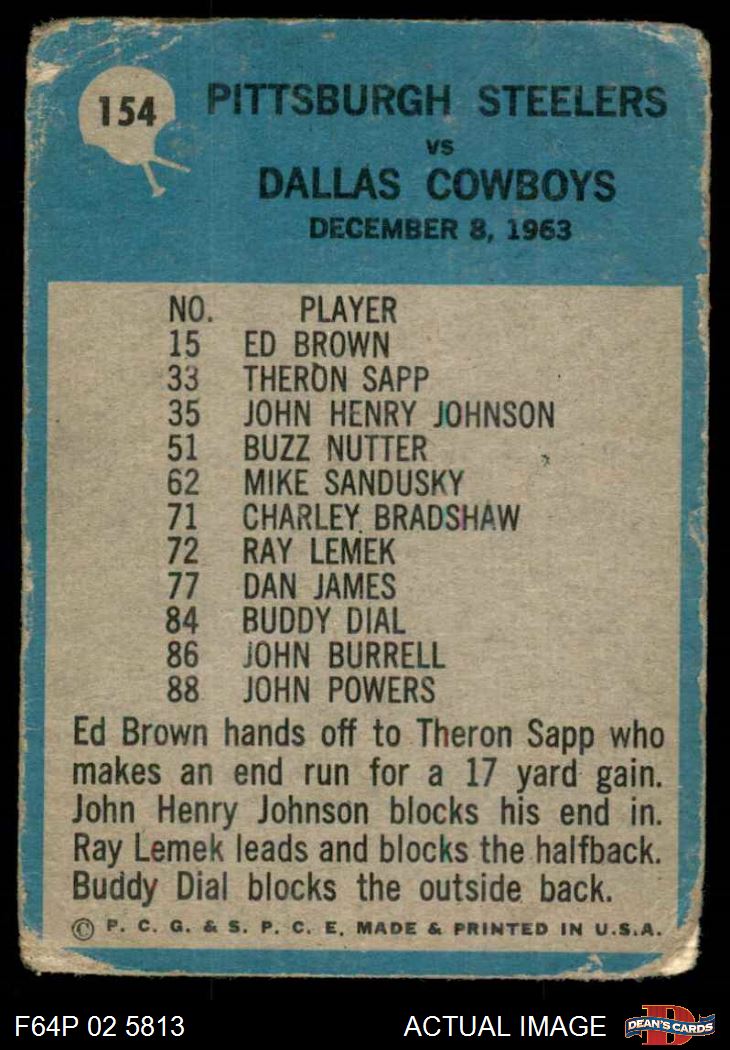 154
PITTSBURGH STEELERS
VS
DALLAS COWBOYS
DECEMBER 8, 1963
NO. PLAYER
15 ED BROWN
33 THERON SAPP
35 JOHN HENRY JOHNSON
51 BUZZ NUTTER
62 MIKE SANDUSKY
71 CHARLEY BRADSHAW
72 RAY LEMEK
77 DAN JAMES
84 BUDDY DIAL
86 JOHN BURRELL
88 JOHN POWERS
Ed Brown hands off to Theron Sapp who
makes an end run for a 17 yard gain.
John Henry Johnson blocks his end in.
Ray Lemek leads and blocks the halfback.
Buddy Dial blocks the outside back.
© P. C. G. & S. P. C. E. MADE & PRINTED IN U.S.A.
F64P 02 5813 ACTUAL IMAGE D DEAN'S CARDS